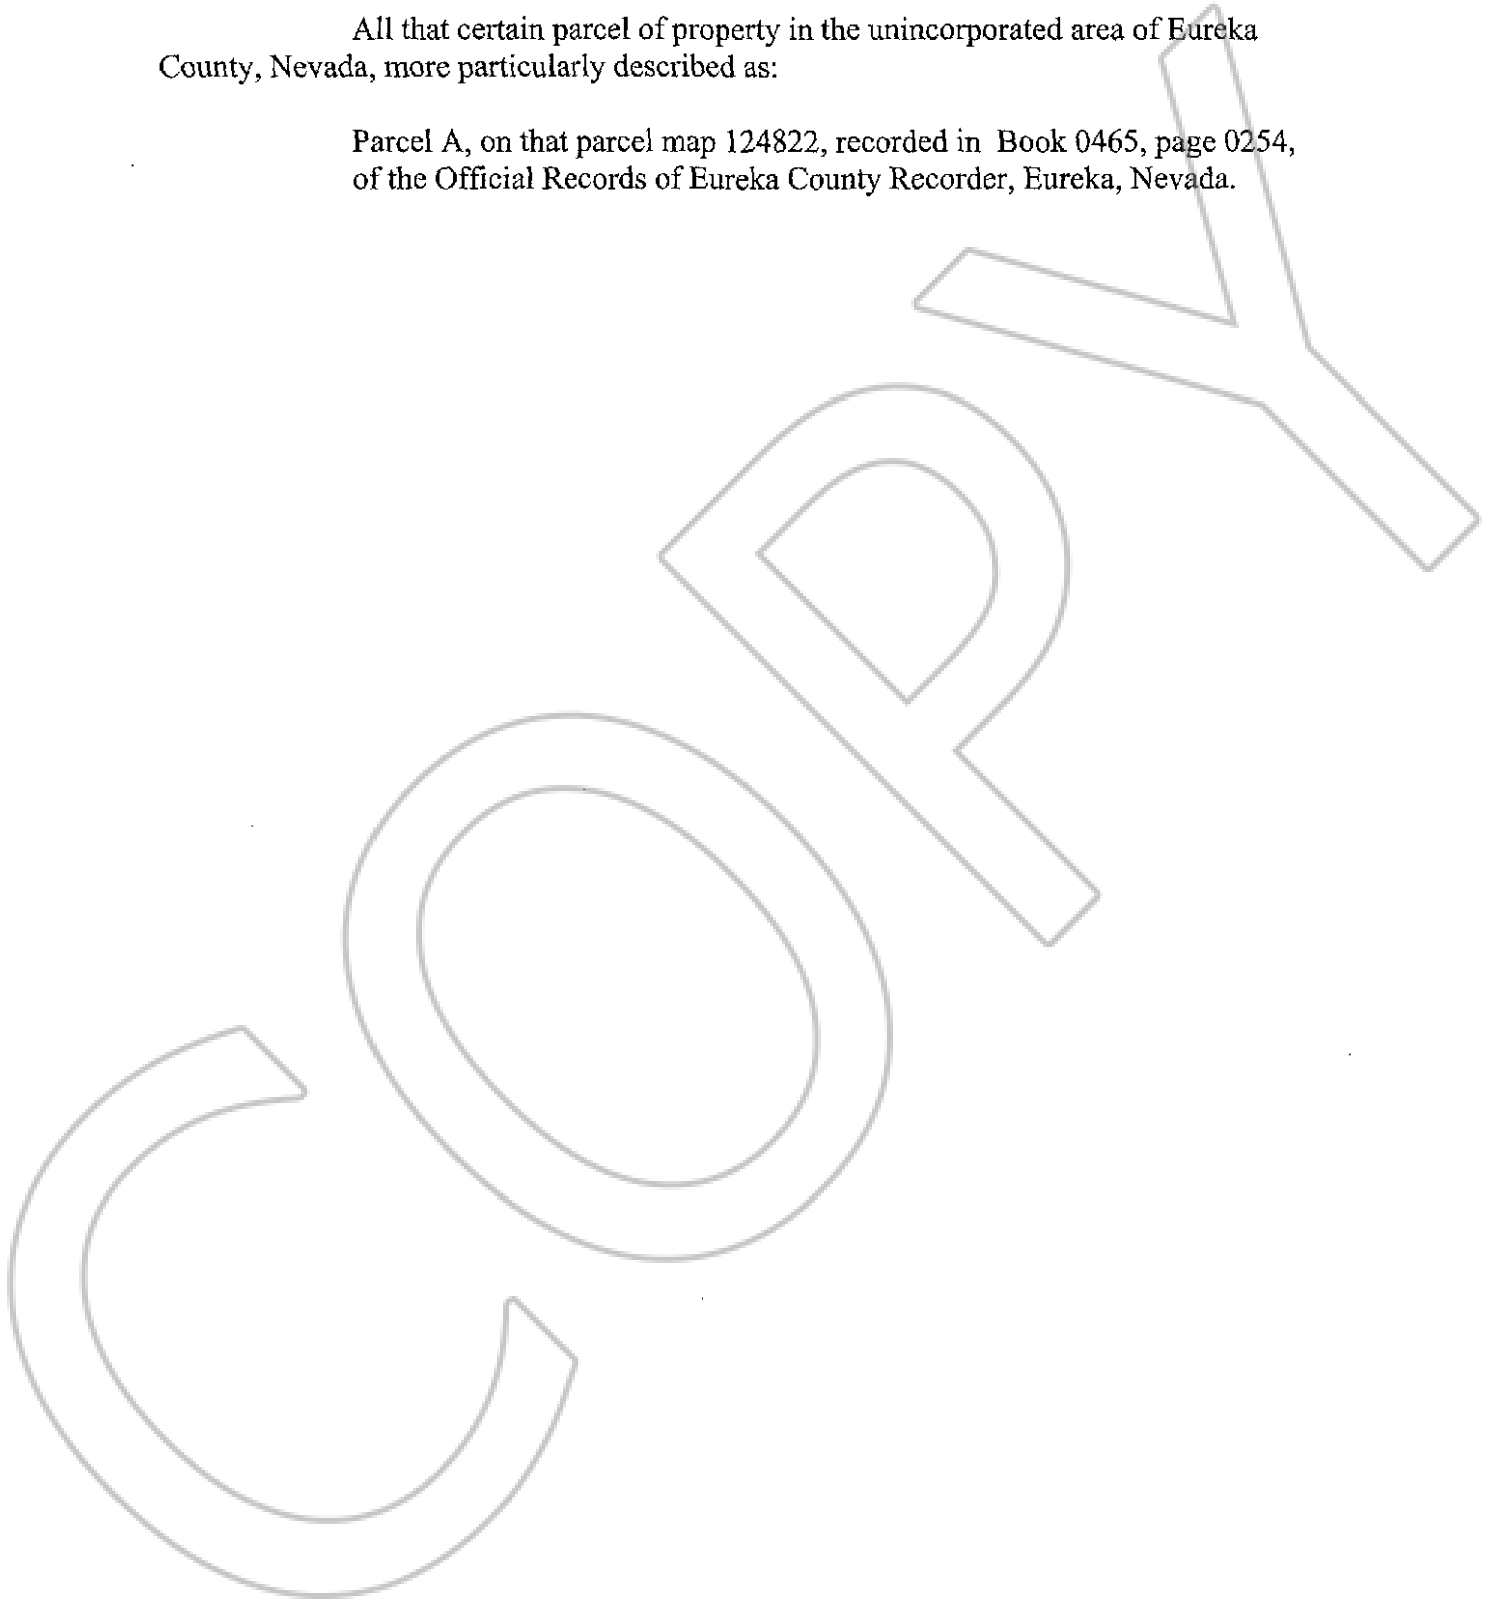 All that certain parcel of property in the unincorporated area of Eureka
County, Nevada, more particularly described as:
Parcel A, on that parcel map 124822, recorded in Book 0465, page 0254,
of the Official Records of Eureka County Recorder, Eureka, Nevada.
COPY